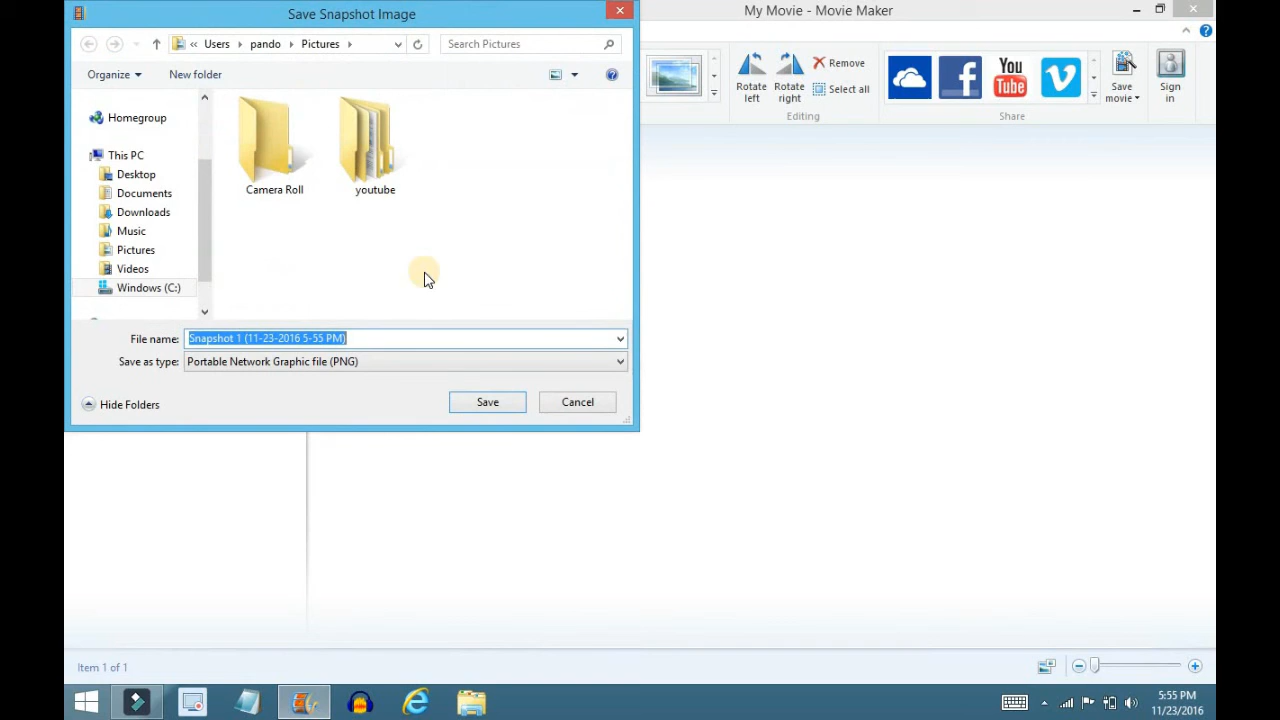 Save Snapshot Image
My Movie - Movie Maker
Users
pando
Pictures
Search Pictures
Organize
New folder
Homegroup
This PC
Desktop
Documents
Downloads
Music
Pictures
Videos
Windows (C:)
Camera Roll
youtube
File name:
Snapshot 1 (11-23-2016 5-55 PM)
Save as type:
Portable Network Graphic file (PNG)
Hide Folders
Save
Cancel
Rotate left
Rotate right
Remove
Select all
Editing
You Tube
Share
Save movie
Sign in
Item 1 of 1
5:55 PM
11/23/2016